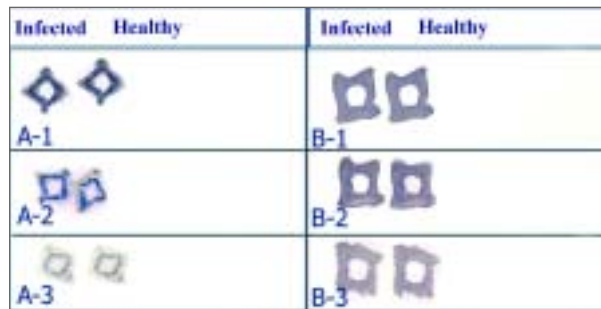 Infected Healthy Infected Healthy
A-1 B-1
A-2 B-2
A-3 B-3